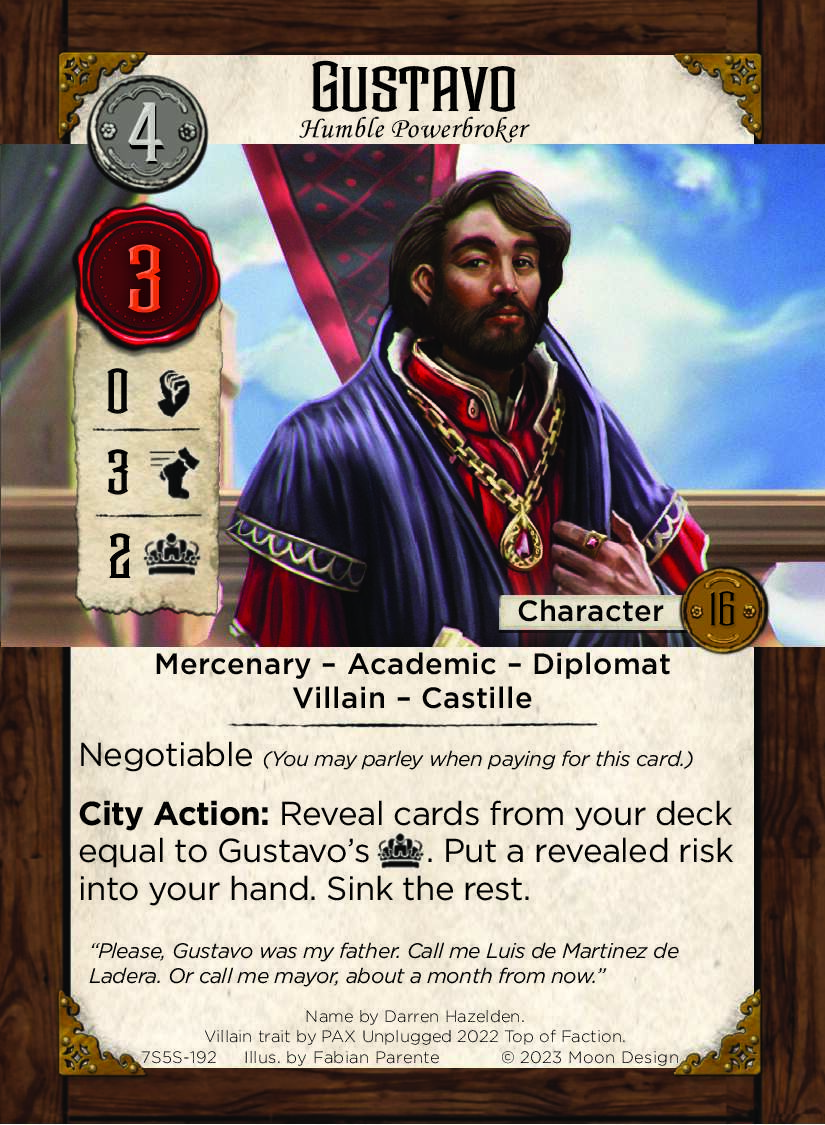 Gustavo
Humble Powerbroker
4
3
0
3
2
Character
16
Mercenary – Academic – Diplomat
Villain – Castille
Negotiable (You may parley when paying for this card.)
City Action: Reveal cards from your deck
equal to Gustavo’s . Put a revealed risk
into your hand. Sink the rest.
“Please, Gustavo was my father. Call me Luis de Martinez de
Ladera. Or call me mayor, about a month from now.”
Name by Darren Hazelden.
Villain trait by PAX Unplugged 2022 Top of Faction.
7S5S-192 Illus. by Fabian Parente © 2023 Moon Design